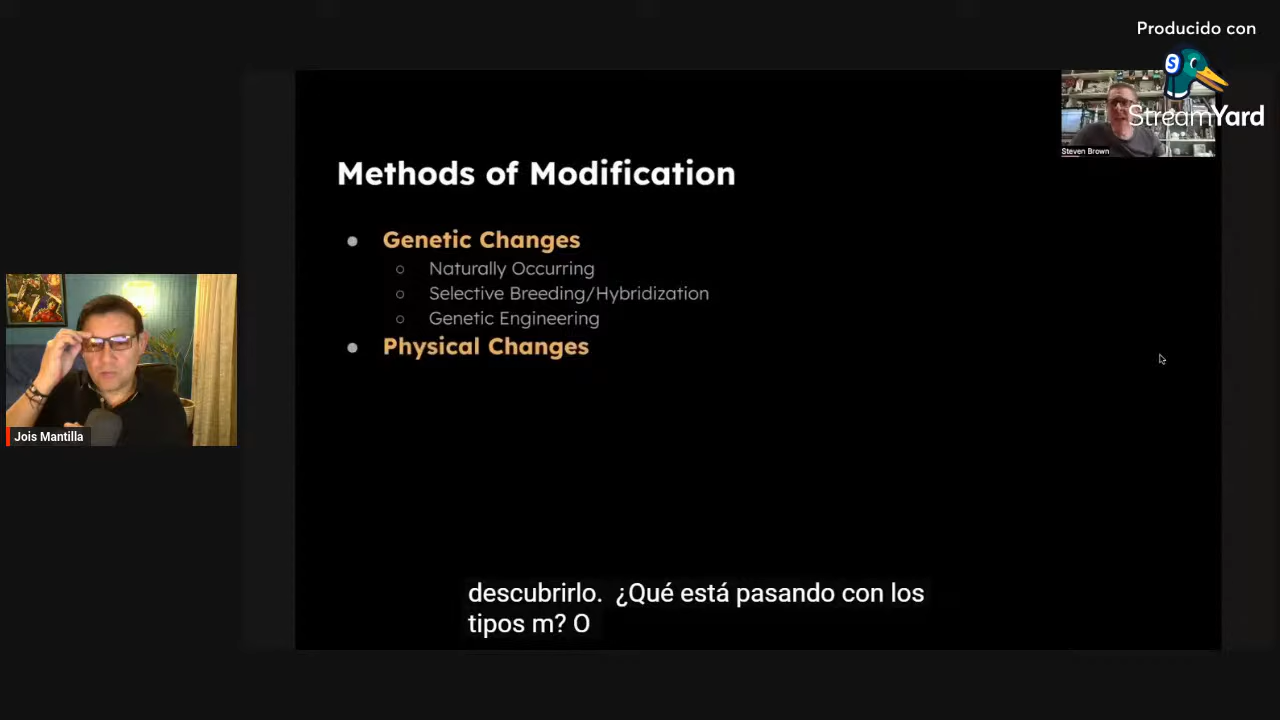 Producido con
StreamYard
Steven Brown
Methods of Modification
Genetic Changes
Naturally Occurring
Selective Breeding/Hybridization
Genetic Engineering
Physical Changes
Jois Mantilla
descubrirlo. ¿Qué está pasando con los
tipos m? O